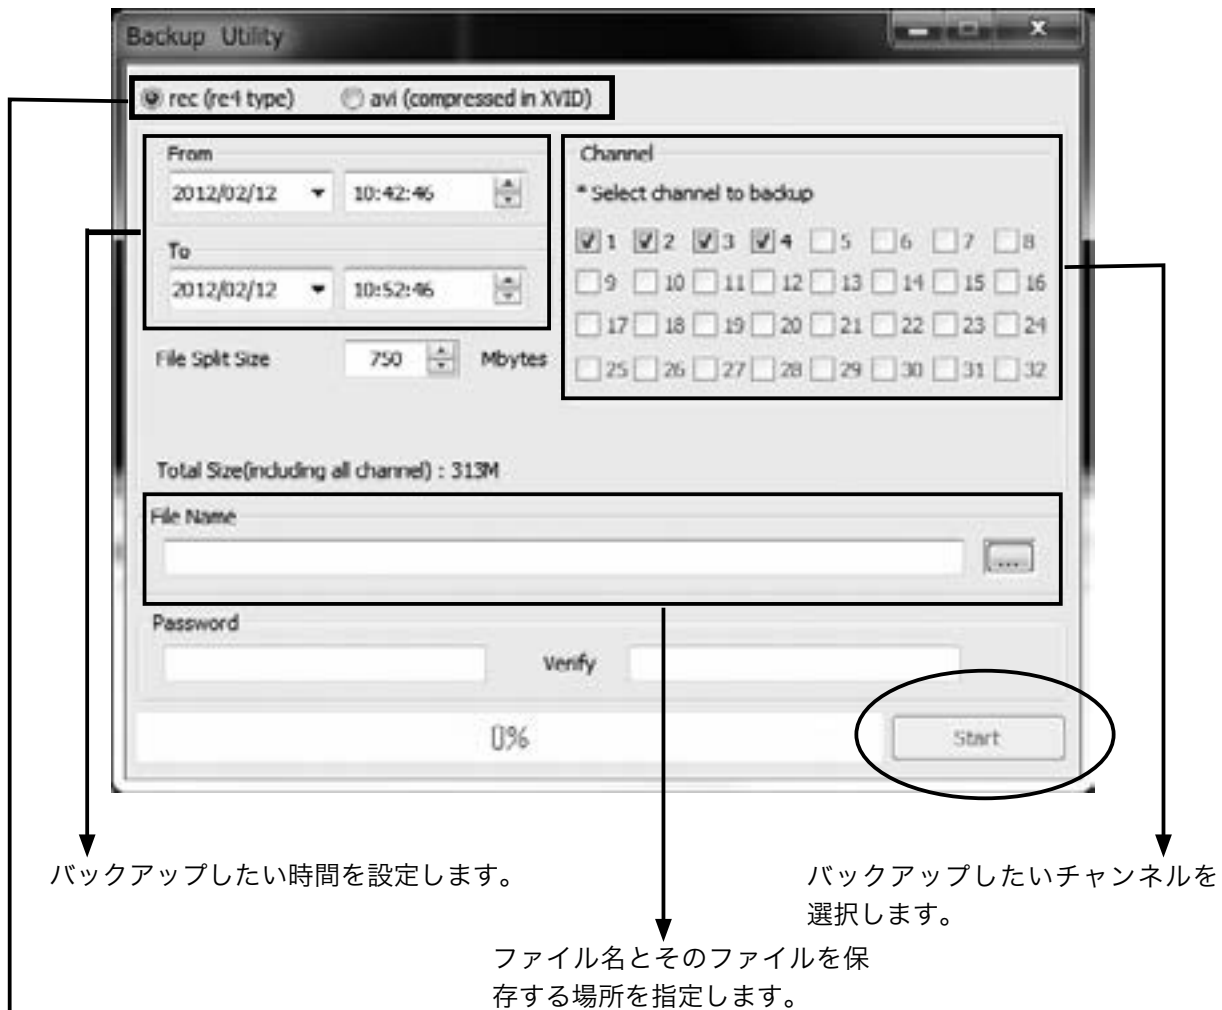 Backup Utility
rec (re4 type) avi (compressed in XVID)
From
2012/02/12 10:42:46
To
2012/02/12 10:52:46
File Split Size 750 Mbytes
Channel
* Select channel to backup
1 2 3 4 5 6 7 8
9 10 11 12 13 14 15 16
17 18 19 20 21 22 23 24
25 26 27 28 29 30 31 32
Total Size(including all channel) : 313M
File Name
...
Password
Verify
0%
Start
バックアップしたい時間を設定します。
バックアップしたいチャンネルを
選択します。
ファイル名とそのファイルを保
存する場所を指定します。